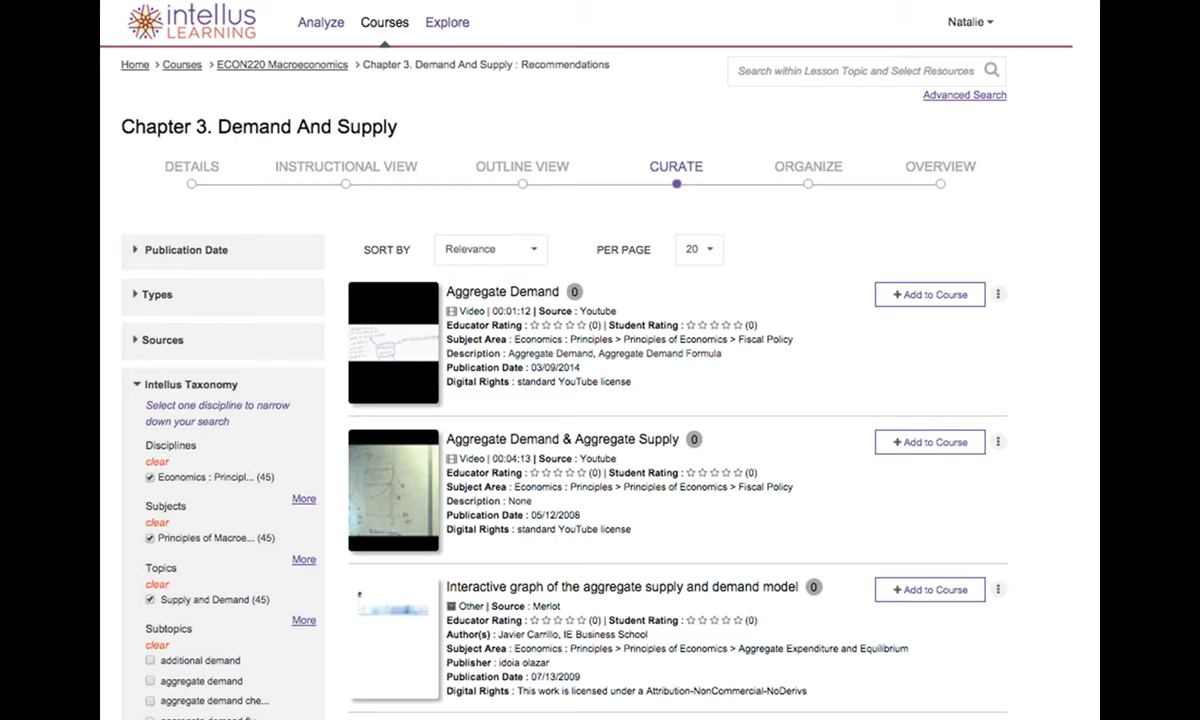 intellus
LEARNING
Analyze Courses Explore
Natalie
Home > Courses > ECON220 Macroeconomics > Chapter 3. Demand And Supply : Recommendations
Search within Lesson Topic and Select Resources
Advanced Search
Chapter 3. Demand And Supply
DETAILS INSTRUCTIONAL VIEW OUTLINE VIEW CURATE ORGANIZE OVERVIEW
Publication Date
Types
Sources
Intellus Taxonomy
Select one discipline to narrow
down your search
Disciplines
clear
Economics : Principl... (45)
More
Subjects
clear
Principles of Macroe... (45)
More
Topics
clear
Supply and Demand (45)
More
Subtopics
clear
additional demand
aggregate demand
aggregate demand che...
SORT BY Relevance PER PAGE 20
Aggregate Demand 0
+ Add to Course
Video | 00:01:12 | Source : Youtube
Educator Rating : ☆☆☆☆☆ (0) | Student Rating : ☆☆☆☆☆ (0)
Subject Area : Economics : Principles > Principles of Economics > Fiscal Policy
Description : Aggregate Demand, Aggregate Demand Formula
Publication Date : 03/09/2014
Digital Rights : standard YouTube license
Aggregate Demand & Aggregate Supply 0
+ Add to Course
Video | 00:04:13 | Source : Youtube
Educator Rating : ☆☆☆☆☆ (0) | Student Rating : ☆☆☆☆☆ (0)
Subject Area : Economics : Principles > Principles of Economics > Fiscal Policy
Description : None
Publication Date : 05/12/2008
Digital Rights : standard YouTube license
Interactive graph of the aggregate supply and demand model 0
+ Add to Course
Other | Source : Merlot
Educator Rating : ☆☆☆☆☆ (0) | Student Rating : ☆☆☆☆☆ (0)
Author(s) : Javier Carrillo, IE Business School
Subject Area : Economics : Principles > Principles of Economics > Aggregate Expenditure and Equilibrium
Publisher : idoia olazar
Publication Date : 07/13/2009
Digital Rights : This work is licensed under a Attribution-NonCommercial-NoDerivs